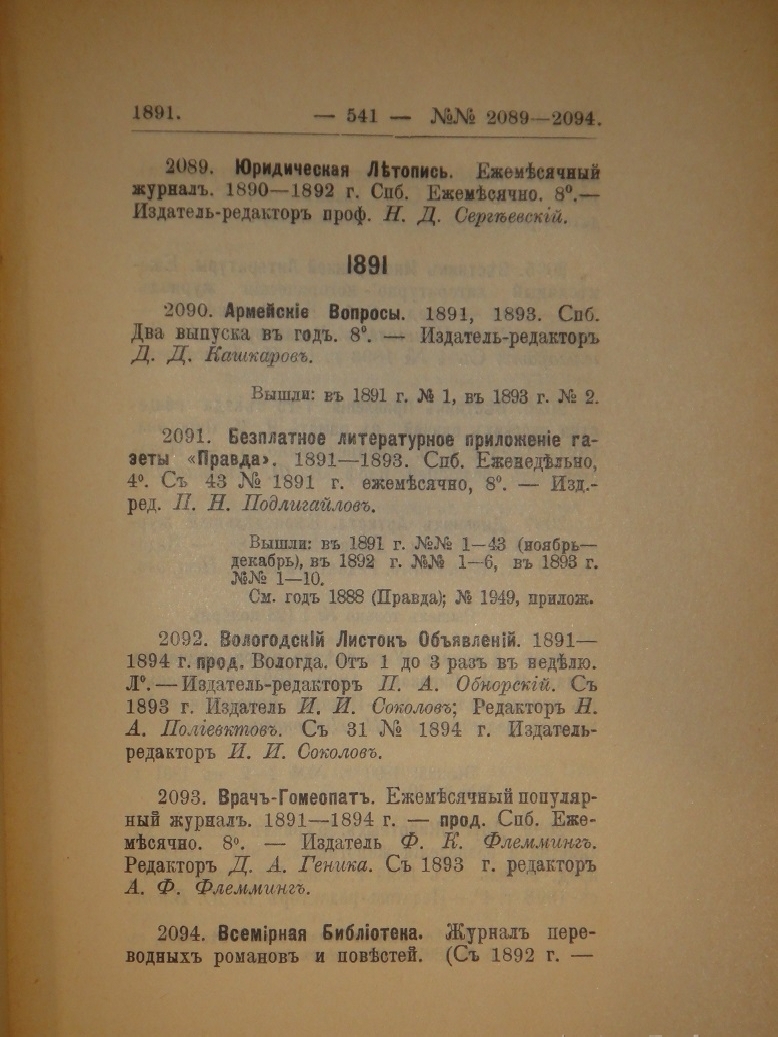 1891. — 541 — №№ 2089—2094.
2089. Юридическая Лѣтопись. Ежемѣсячный
журналъ. 1890—1892 г. Спб. Ежемѣсячно. 8º.—
Издатель-редакторъ проф. Н. Д. Сергѣевскій.
1891
2090. Армейскіе Вопросы. 1891, 1893. Спб.
Два выпуска въ годъ. 8º. — Издатель-редакторъ
Д. Д. Кашкаровъ.
Вышли: въ 1891 г. № 1, въ 1893 г. № 2.
2091. Безплатное литературное приложеніе га-
зеты «Правда». 1891—1893. Спб. Еженедѣльно,
4º. Съ 43 № 1891 г. ежемѣсячно, 8º. — Изд.-
ред. П. Н. Подлигайловъ.
Вышли: въ 1891 г. №№ 1—43 (ноябрь—
декабрь), въ 1892 г. №№ 1—6, въ 1893 г.
№№ 1—10.
См. годъ 1888 (Правда); № 1949, прилож.
2092. Вологодскій Листокъ Объявленій. 1891—
1894 г. прод. Вологда. Отъ 1 до 3 разъ въ недѣлю.
Лº. — Издатель-редакторъ П. А. Обнорскій. Съ
1893 г. Издатель И. И. Соколовъ; Редакторъ Н.
А. Поліевктовъ. Съ 31 № 1894 г. Издатель-
редакторъ И. И. Соколовъ.
2093. Врачъ-Гомеопатъ. Ежемѣсячный популяр-
ный журналъ. 1891—1894 г. — прод. Спб. Еже-
мѣсячно. 8º. — Издатель Ф. К. Флеммингъ.
Редакторъ Д. А. Геника. Съ 1893 г. редакторъ
А. Ф. Флеммингъ.
2094. Всемірная Библіотека. Журналъ пере-
водныхъ романовъ и повѣстей. (Съ 1892 г. —